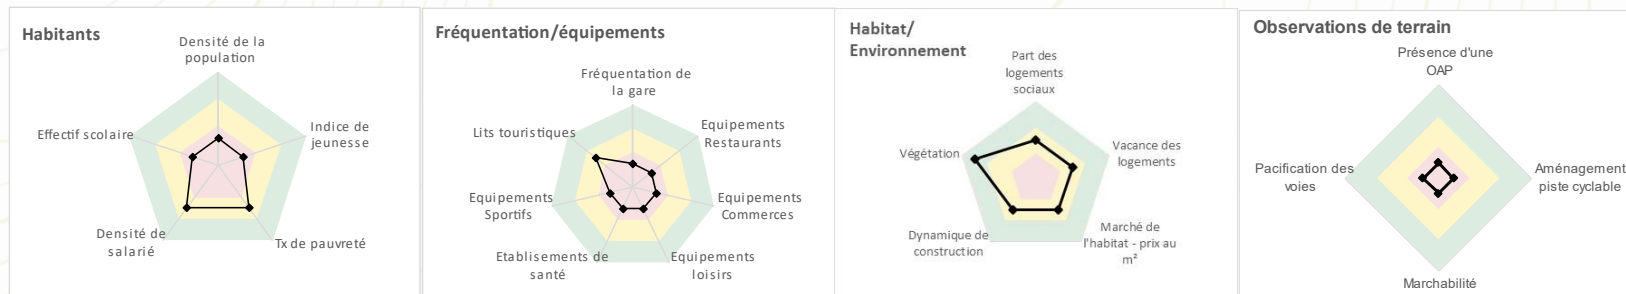 Habitants
Densité de la
population
Effectif scolaire
Indice de
jeunesse
Densité de
salarié
Tx de pauvreté
Fréquentation/équipements
Fréquentation de
la gare
Lits touristiques
Equipements
Restaurants
Equipements
Sportifs
Equipements
Commerces
Etablisements de
santé
Equipements
loisirs
Habitat/
Environnement
Part des
logements
sociaux
Végétation
Vacance des
logements
Dynamique de
construction
Marché de
l'habitat - prix au
m²
Observations de terrain
Présence d'une
OAP
Pacification des
voies
Aménagement
piste cyclable
Marchabilité